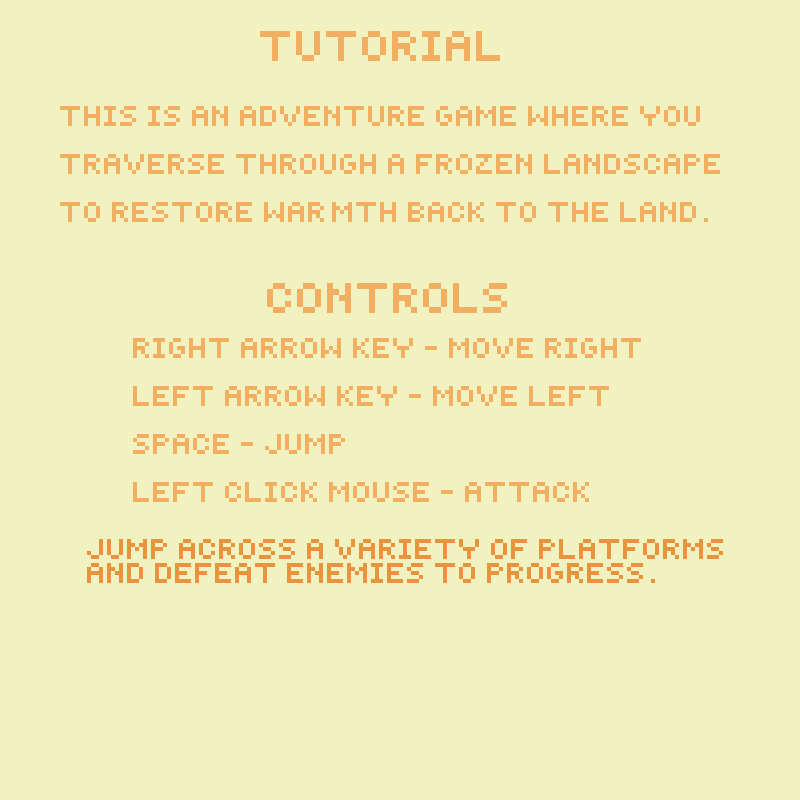 TUTORIAL
THIS IS AN ADVENTURE GAME WHERE YOU
TRAVERSE THROUGH A FROZEN LANDSCAPE
TO RESTORE WARMTH BACK TO THE LAND.
CONTROLS
RIGHT ARROW KEY - MOVE RIGHT
LEFT ARROW KEY - MOVE LEFT
SPACE - JUMP
LEFT CLICK MOUSE - ATTACK
JUMP ACROSS A VARIETY OF PLATFORMS
AND DEFEAT ENEMIES TO PROGRESS.